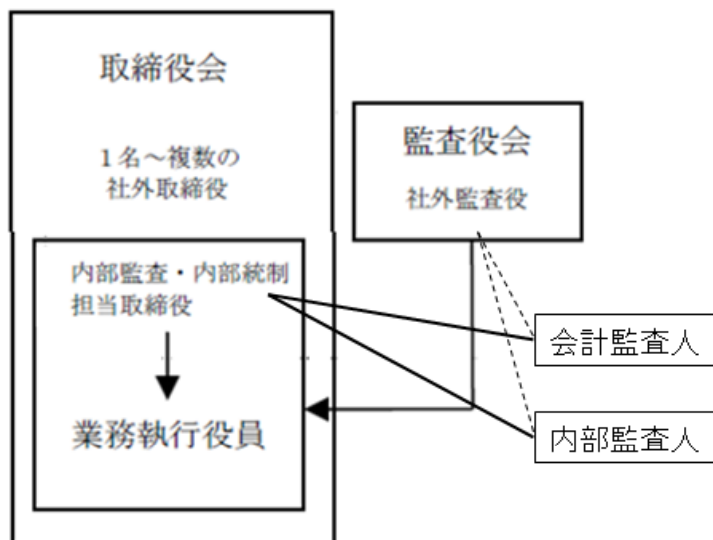 取締役会
1名～複数の
社外取締役
監査役会
社外監査役
内部監査・内部統制
担当取締役
業務執行役員
会計監査人
内部監査人